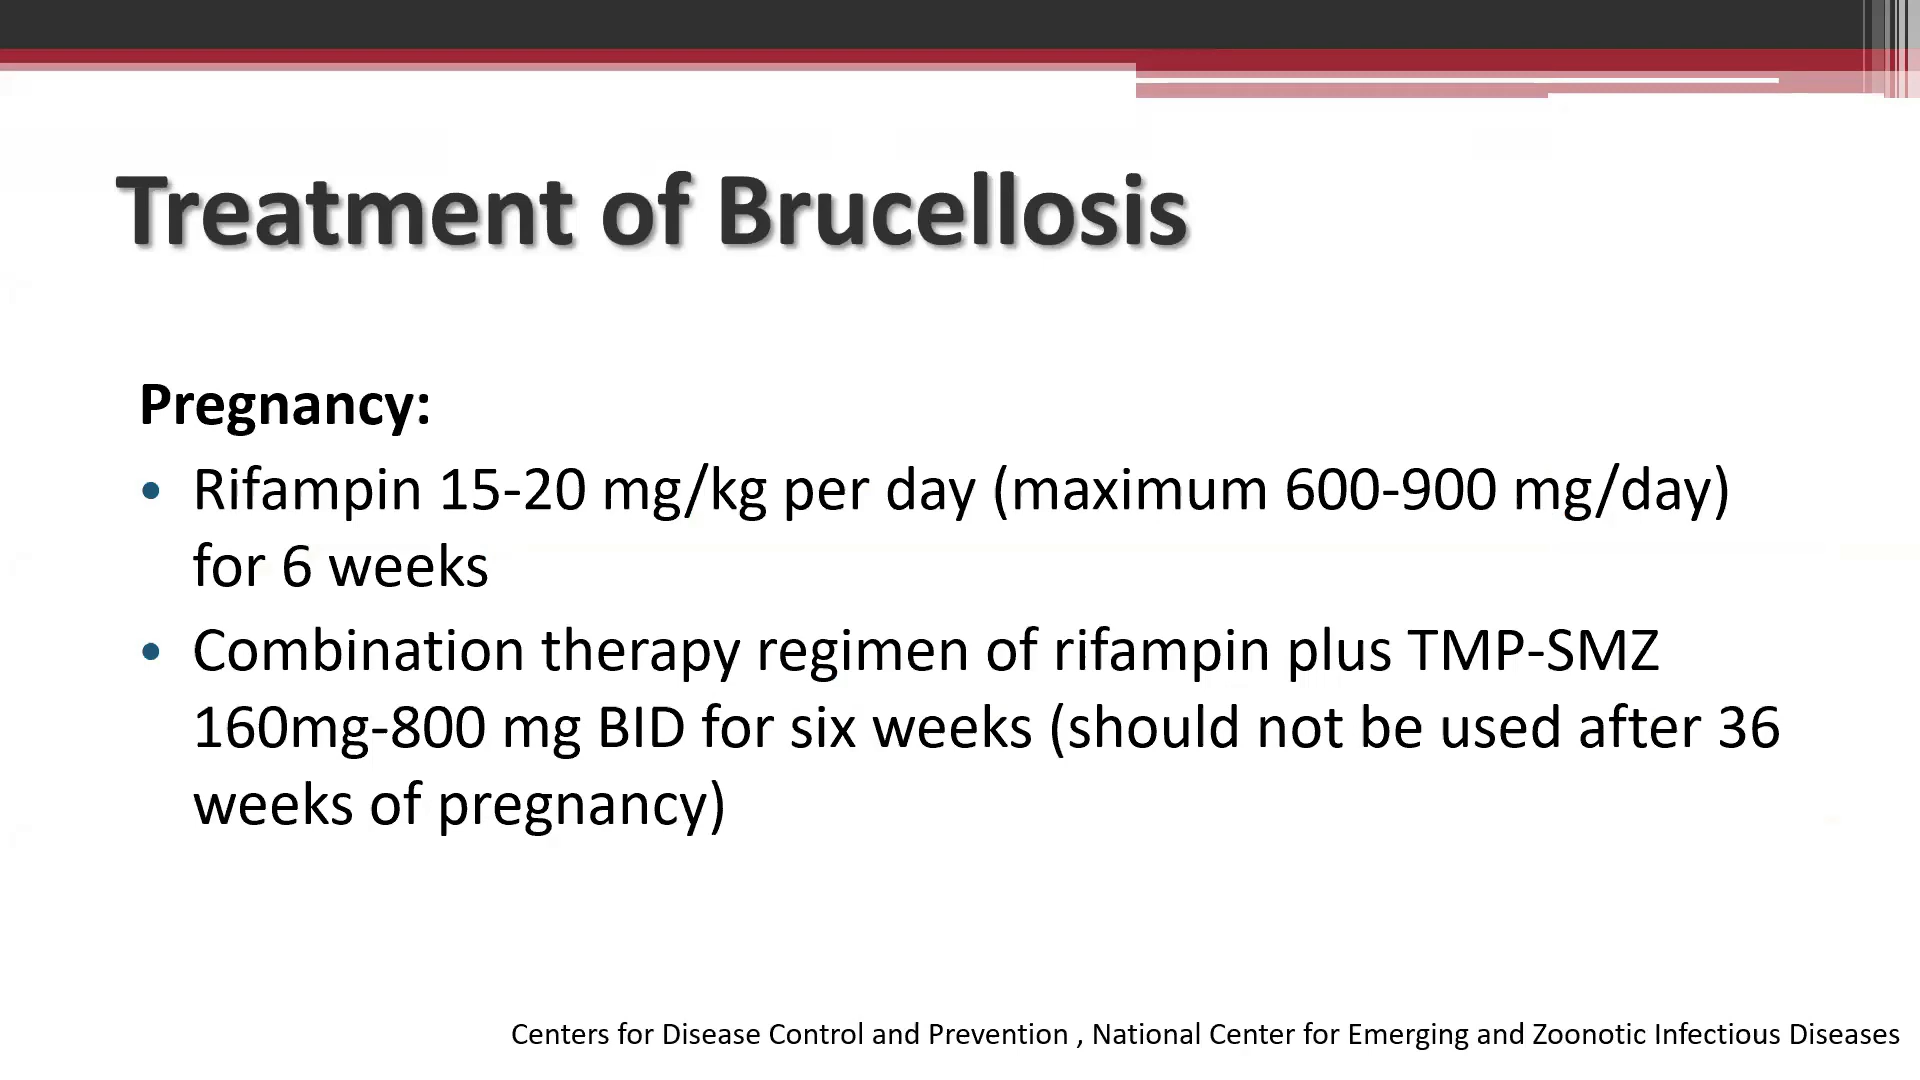 Treatment of Brucellosis
Pregnancy:
• Rifampin 15-20 mg/kg per day (maximum 600-900 mg/day)
for 6 weeks
• Combination therapy regimen of rifampin plus TMP-SMZ
160mg-800 mg BID for six weeks (should not be used after 36
weeks of pregnancy)
Centers for Disease Control and Prevention , National Center for Emerging and Zoonotic Infectious Diseases